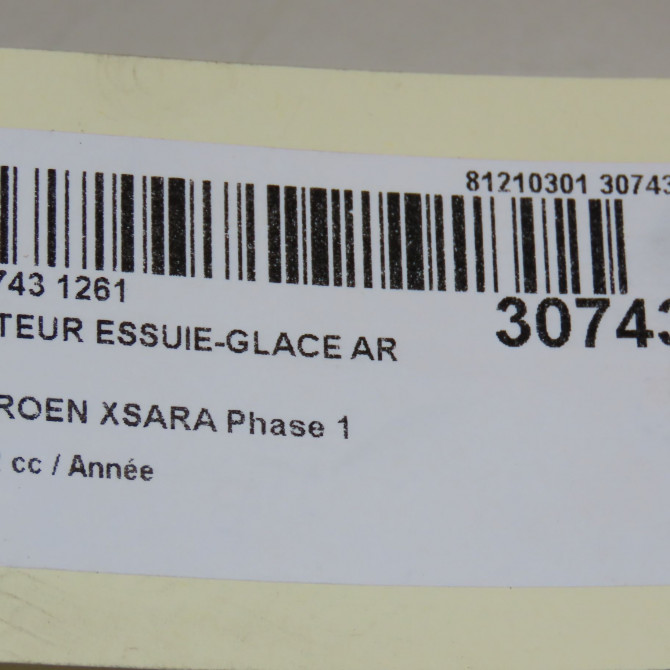 81210301 30743
743 1261
30743
TEUR ESSUIE-GLACE AR
ROEN XSARA Phase 1
cc / Année